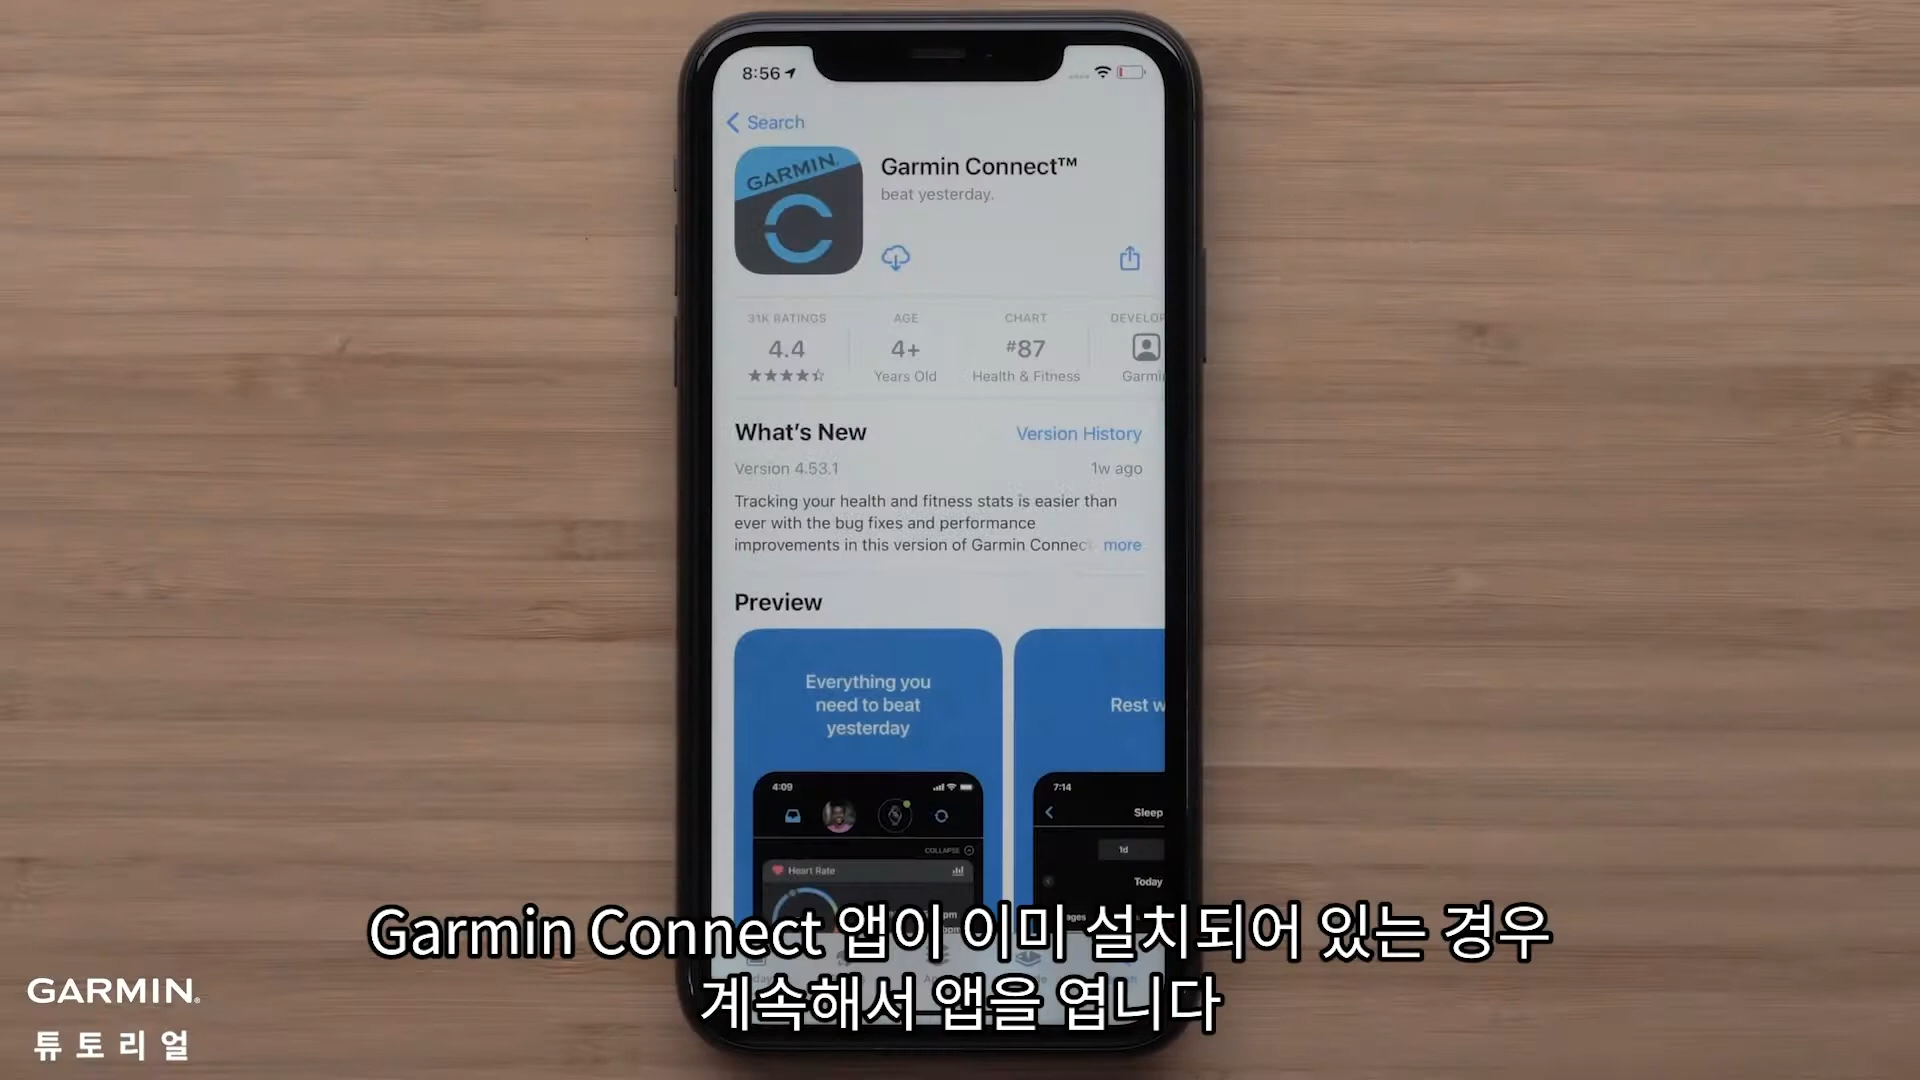 8:56
Search
GARMIN.
Garmin Connect™
beat yesterday.
31K RATINGS
4.4
AGE
4+
Years Old
CHART
#87
Health & Fitness
DEVELOP
Garmi
What's New
Version History
Version 4.53.1
1w ago
Tracking your health and fitness stats is easier than
ever with the bug fixes and performance
improvements in this version of Garmin Connect
more
Preview
Everything you
need to beat
yesterday
Rest w
4:09
COLLAPSE
Heart Rate
7:14
Sleep
1d
Today
Garmin Connect 앱이 이미 설치되어 있는 경우
계속해서 앱을 엽니다
GARMIN.
튜토리얼